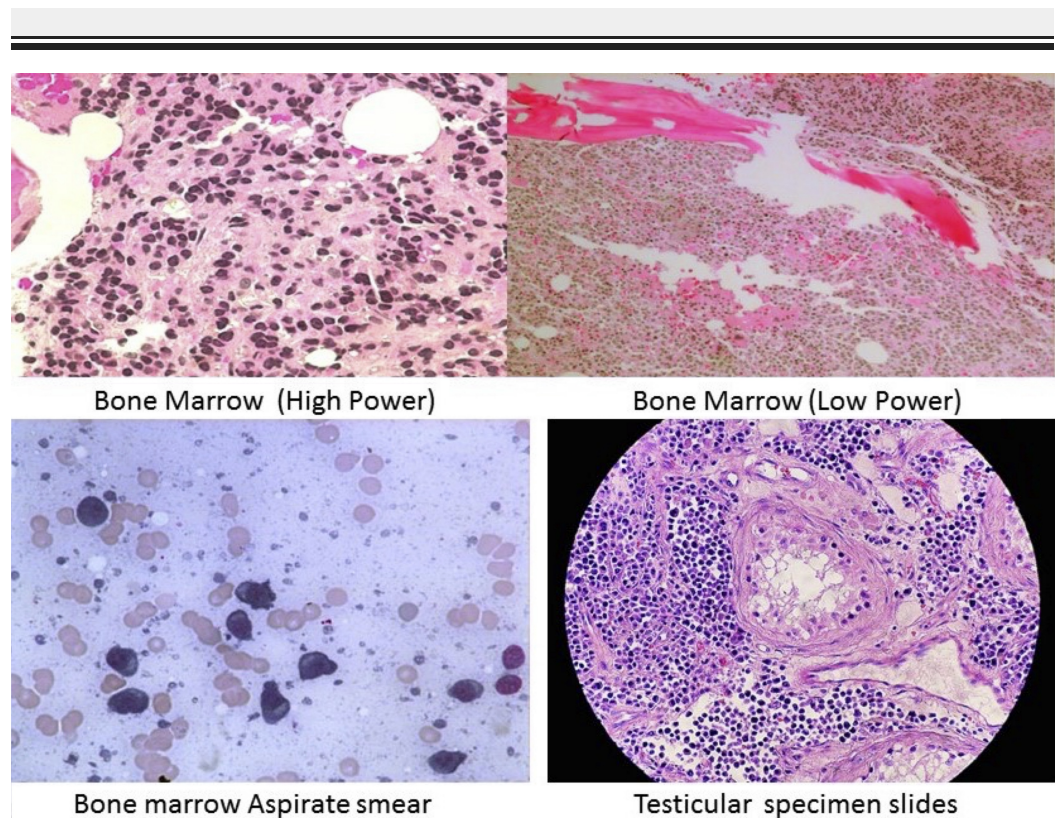 Bone Marrow (High Power)
Bone Marrow (Low Power)
Bone marrow Aspirate smear
Testicular specimen slides